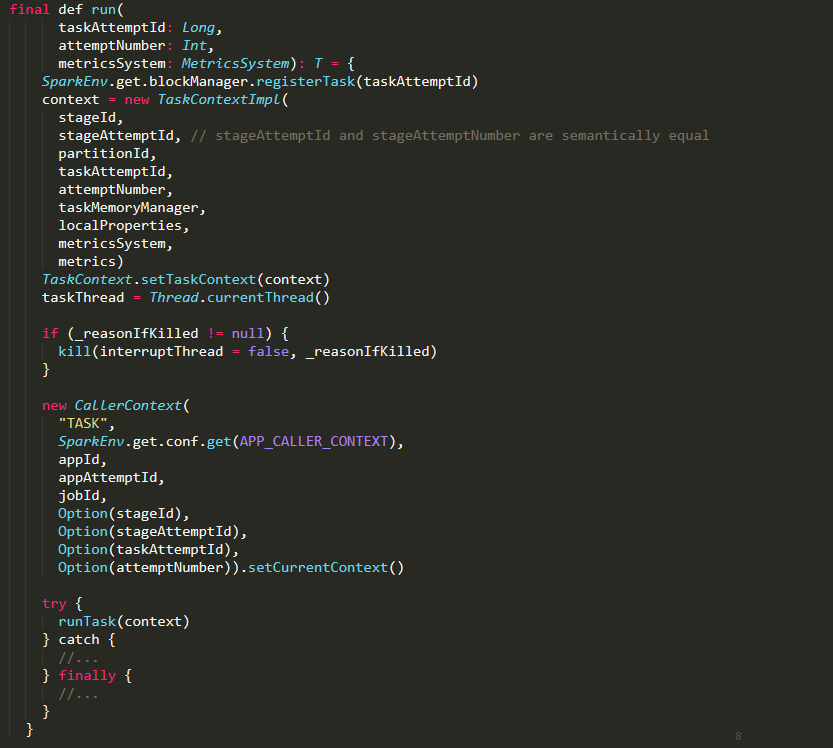 final def run(
taskAttemptId: Long,
attemptNumber: Int,
metricsSystem: MetricsSystem): T = {
SparkEnv.get.blockManager.registerTask(taskAttemptId)
context = new TaskContextImpl(
stageId,
stageAttemptId, // stageAttemptId and stageAttemptNumber are semantically equal
partitionId,
taskAttemptId,
attemptNumber,
taskMemoryManager,
localProperties,
metricsSystem,
metrics)
TaskContext.setTaskContext(context)
taskThread = Thread.currentThread()
if (_reasonIfKilled != null) {
kill(interruptThread = false, _reasonIfKilled)
}
new CallerContext(
"TASK",
SparkEnv.get.conf.get(APP_CALLER_CONTEXT),
appId,
appAttemptId,
jobId,
Option(stageId),
Option(stageAttemptId),
Option(taskAttemptId),
Option(attemptNumber)).setCurrentContext()
try {
runTask(context)
} catch {
//...
} finally {
//...
}
}
8